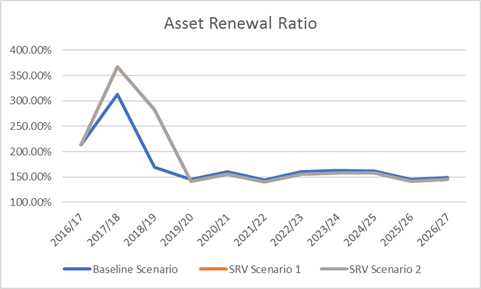 Asset Renewal Ratio
400.00%
350.00%
300.00%
250.00%
200.00%
150.00%
100.00%
2016/17 2017/18 2018/19 2019/20 2020/21 2021/22 2022/23 2023/24 2024/25 2025/26 2026/27
Baseline Scenario SRV Scenario 1 SRV Scenario 2